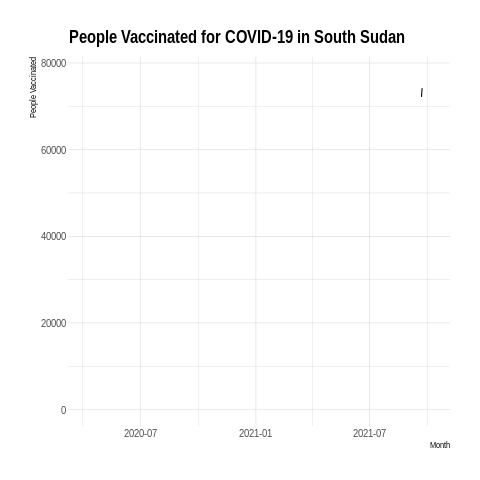 People Vaccinated for COVID-19 in South Sudan
People Vaccinated
80000
60000
40000
20000
0
2020-07
2021-01
2021-07
Month